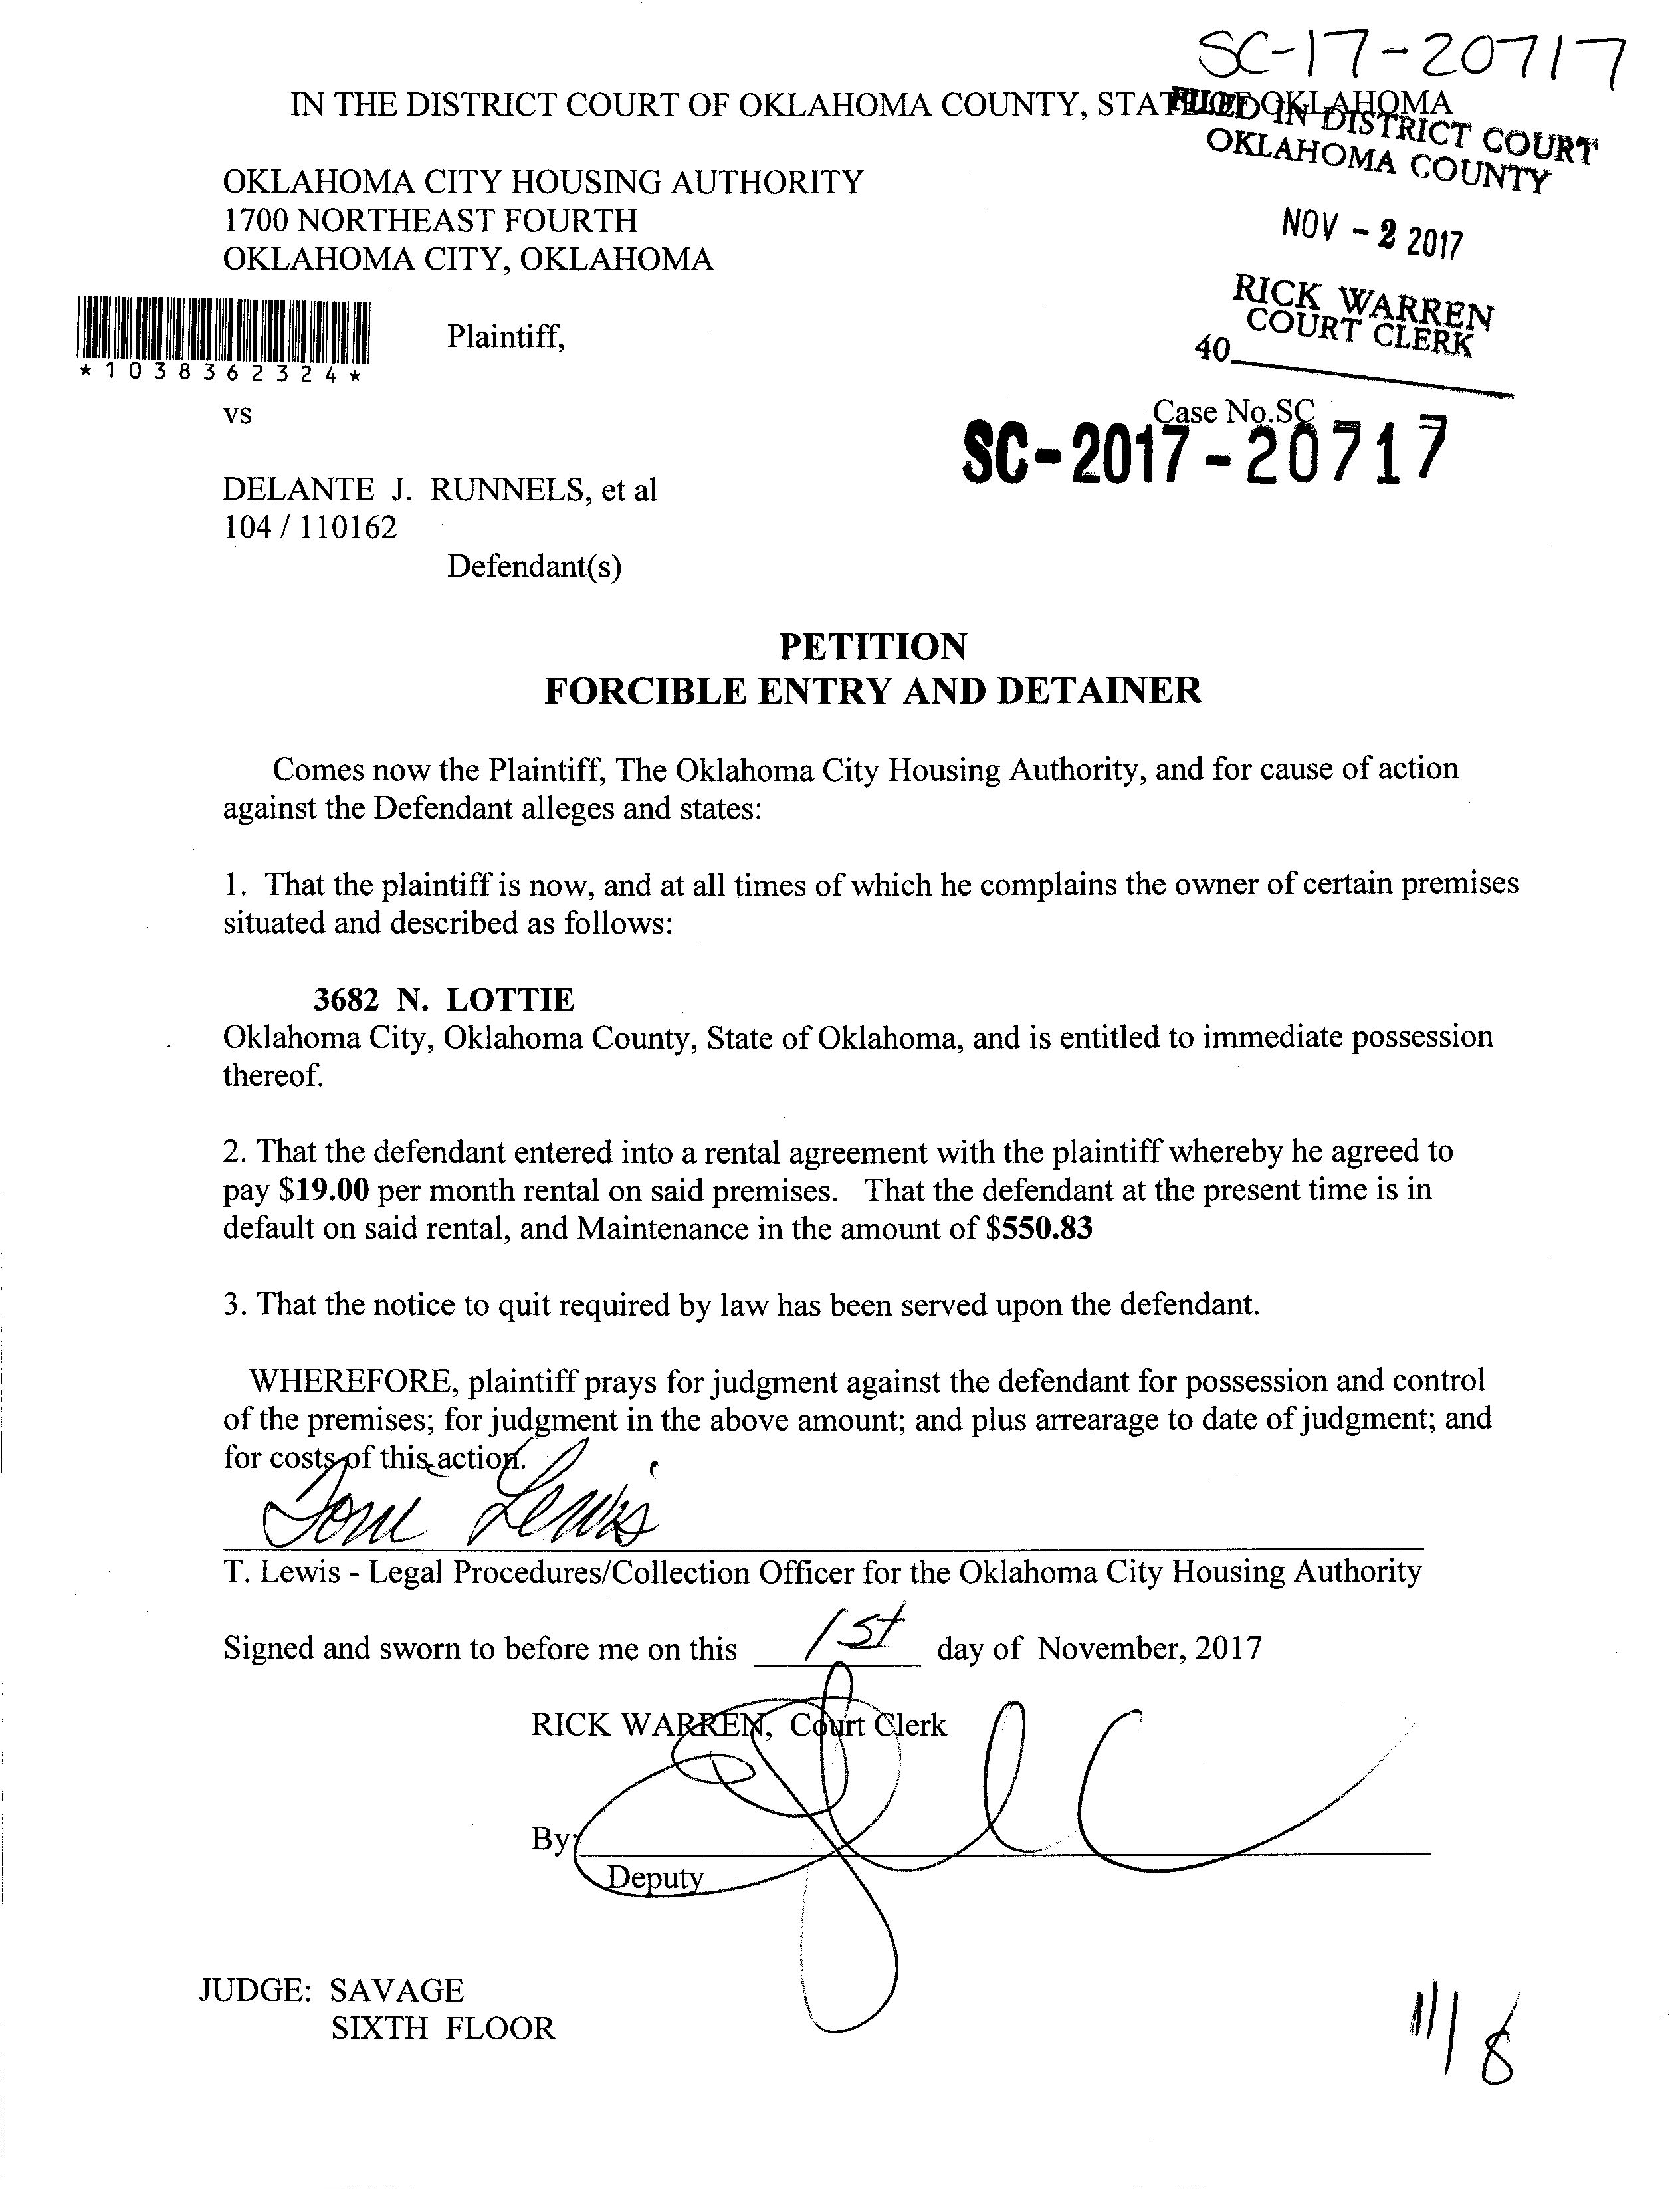 SC-17-20717
IN THE DISTRICT COURT OF OKLAHOMA COUNTY, STATE OF OKLAHOMA
FILED IN DISTRICT COURT
OKLAHOMA COUNTY
OKLAHOMA CITY HOUSING AUTHORITY
1700 NORTHEAST FOURTH
OKLAHOMA CITY, OKLAHOMA
NOV - 2 2017
RICK WARREN
COURT CLERK
40
Plaintiff,
*1038362324*
vs
Case No.SC
SC-2017-20717
DELANTE J. RUNNELS, et al
104 / 110162
Defendant(s)
PETITION
FORCIBLE ENTRY AND DETAINER
Comes now the Plaintiff, The Oklahoma City Housing Authority, and for cause of action
against the Defendant alleges and states:
1. That the plaintiff is now, and at all times of which he complains the owner of certain premises
situated and described as follows:
3682 N. LOTTIE
Oklahoma City, Oklahoma County, State of Oklahoma, and is entitled to immediate possession
thereof.
2. That the defendant entered into a rental agreement with the plaintiff whereby he agreed to
pay $19.00 per month rental on said premises. That the defendant at the present time is in
default on said rental, and Maintenance in the amount of $550.83
3. That the notice to quit required by law has been served upon the defendant.
WHEREFORE, plaintiff prays for judgment against the defendant for possession and control
of the premises; for judgment in the above amount; and plus arrearage to date of judgment; and
for costs of this action.
Toni Lewis
T. Lewis - Legal Procedures/Collection Officer for the Oklahoma City Housing Authority
Signed and sworn to before me on this 1st day of November, 2017
RICK WARREN, Court Clerk
By:
Deputy
JUDGE: SAVAGE
SIXTH FLOOR